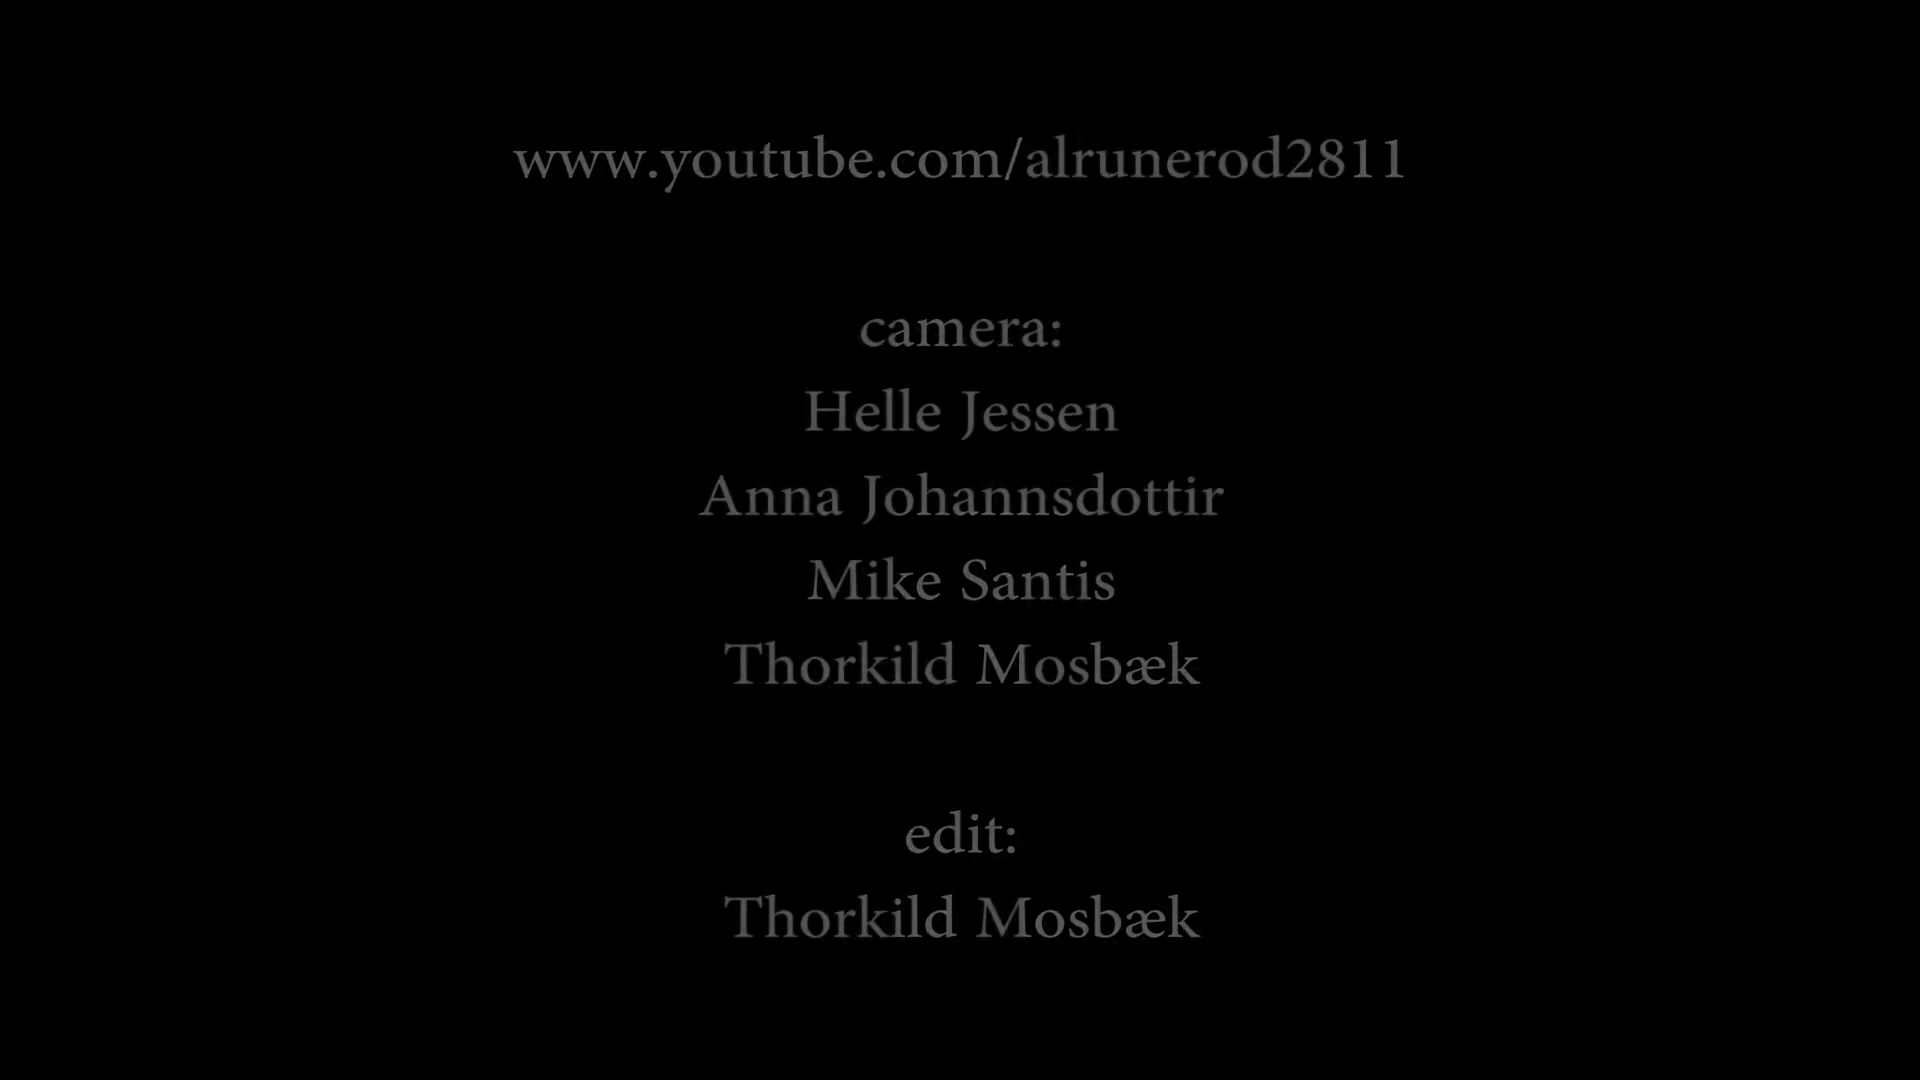 www.youtube.com/alrunerod2811
camera:
Helle Jessen
Anna Johannsdottir
Mike Santis
Thorkild Mosbæk
edit:
Thorkild Mosbæk